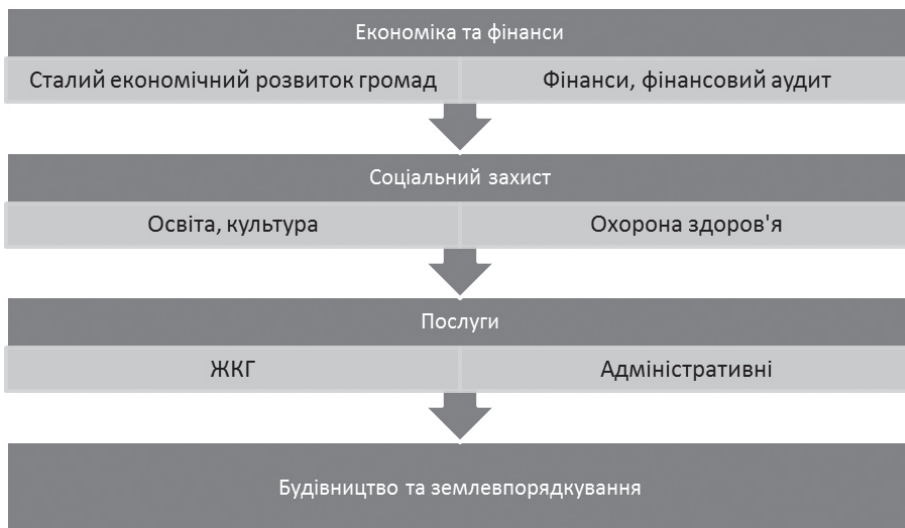 Економіка та фінанси
Сталий економічний розвиток громад
Фінанси, фінансовий аудит
Соціальний захист
Освіта, культура
Охорона здоров'я
Послуги
ЖКГ
Адміністративні
Будівництво та землевпорядкування